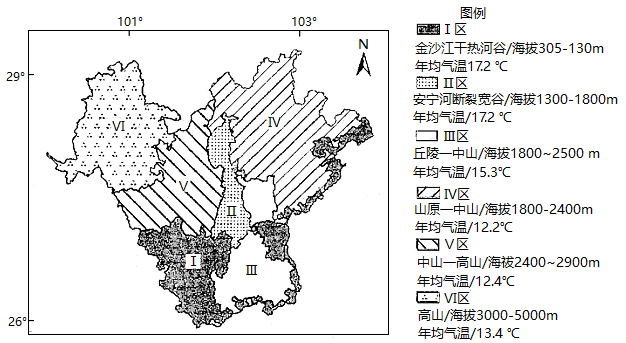 101°
103°
29°
26°
N
VI
IV
V
II
I
III
图例
I 区
金沙江干热河谷/海拔305-130m
年均气温17.2 ℃
II区
安宁河断裂宽谷/海拔1300-1800m
年均气温/17.2 ℃
III区
丘陵一中山/海拔1800~2500 m
年均气温/15.3℃
IV区
山原一中山/海拔1800-2400m
年均气温/12.2℃
V区
中山一高山/海拔2400~2900m
年均气温/12.4℃
VI区
高山/海拔3000-5000m
年均气温/13.4 ℃